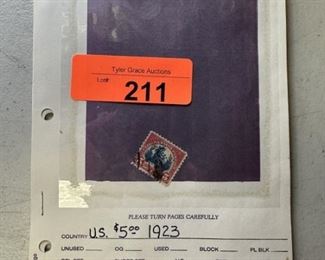 Tyler Grace Auctions
Lot#
211
PLEASE TURN PAGES CAREFULLY
COUNTRY U.S. $5.00 1923
UNUSED OG USED BLOCK PL BLK